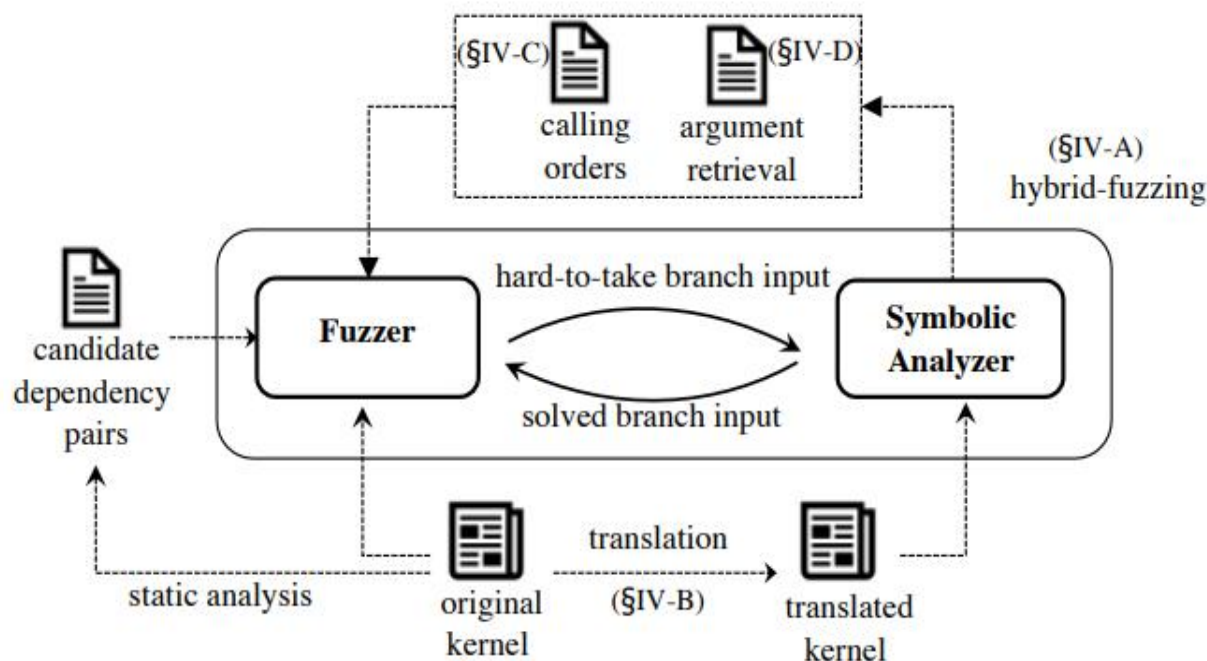 (§IV-C)
(§IV-D)
calling
orders
argument
retrieval
(§IV-A)
hybrid-fuzzing
hard-to-take branch input
Fuzzer
Symbolic
Analyzer
candidate
dependency
pairs
solved branch input
translation
static analysis
(§IV-B)
original
kernel
translated
kernel